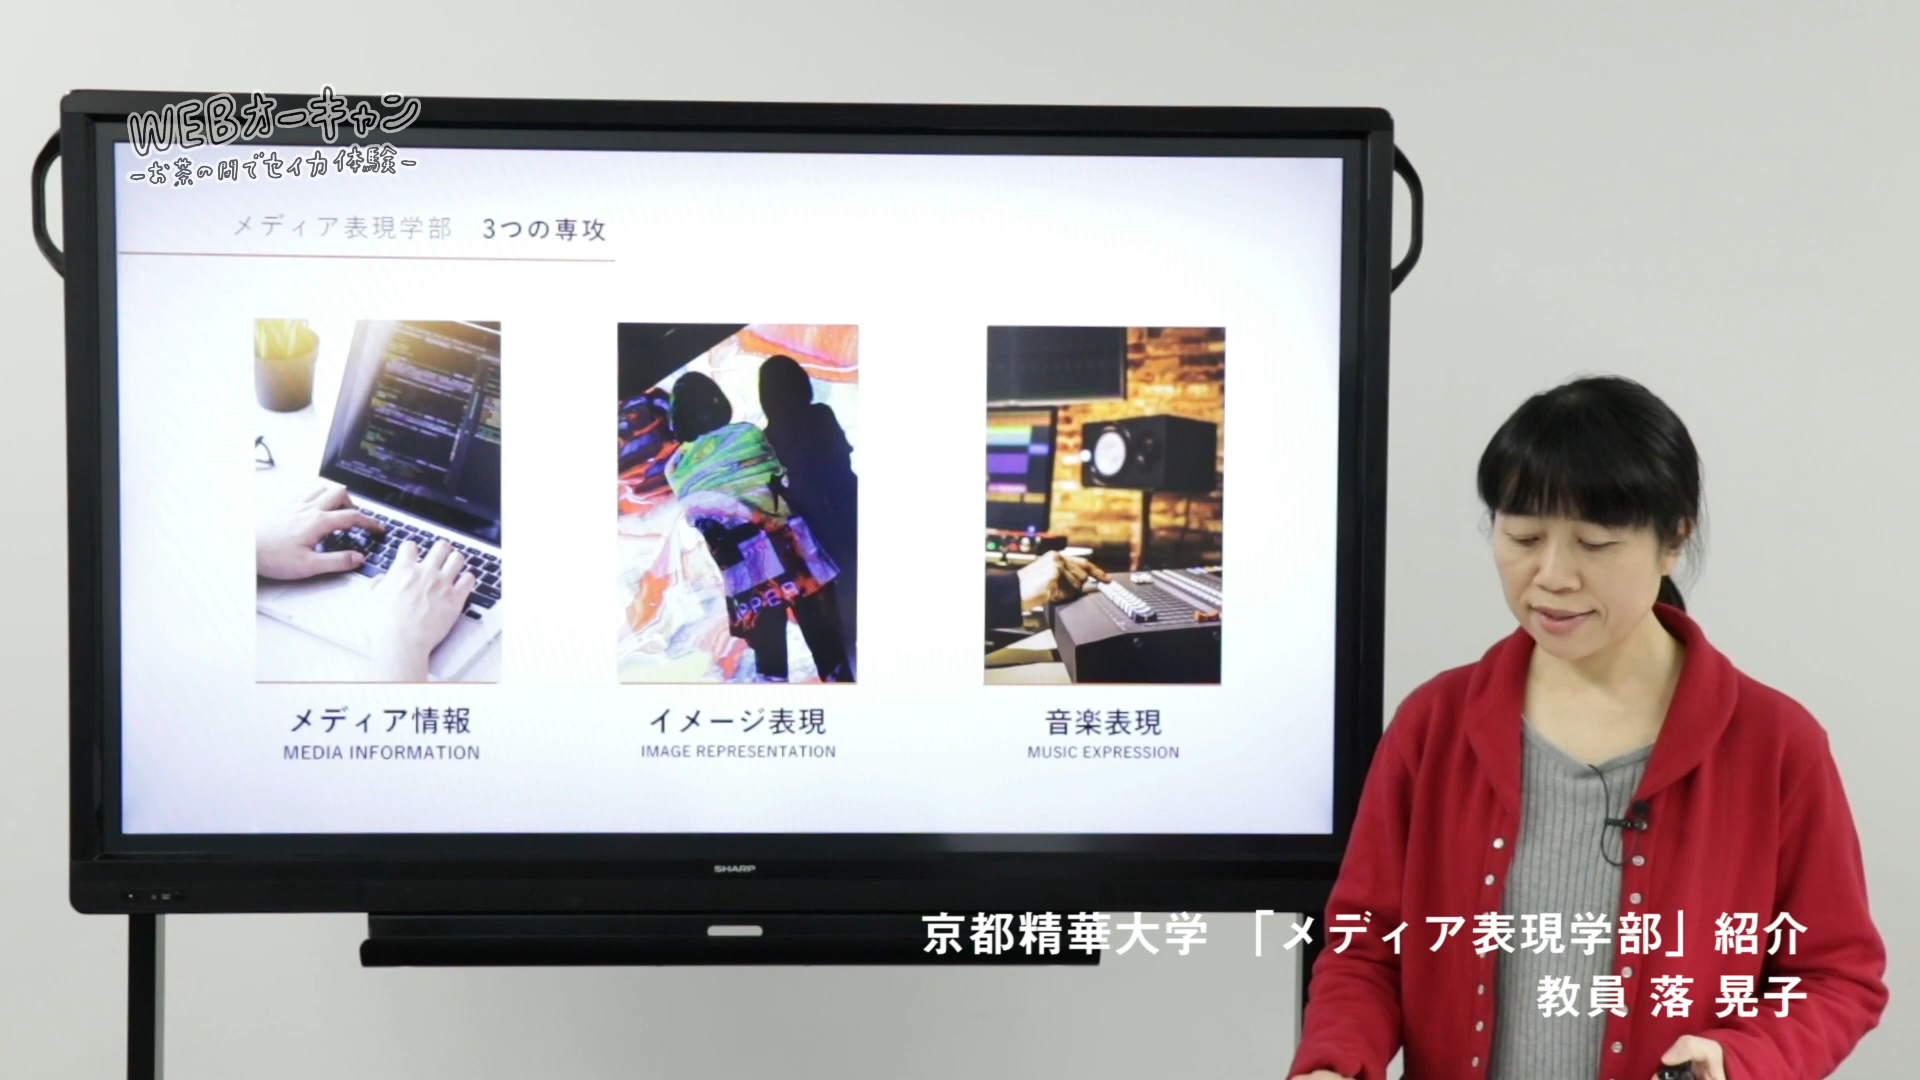 WEBオーキャン
-お茶の間でセイカ体験-
メディア表現学部 3つの専攻
メディア情報
MEDIA INFORMATION
イメージ表現
IMAGE REPRESENTATION
音楽表現
MUSIC EXPRESSION
SHARP
京都精華大学 「メディア表現学部」紹介
教員 落 晃子